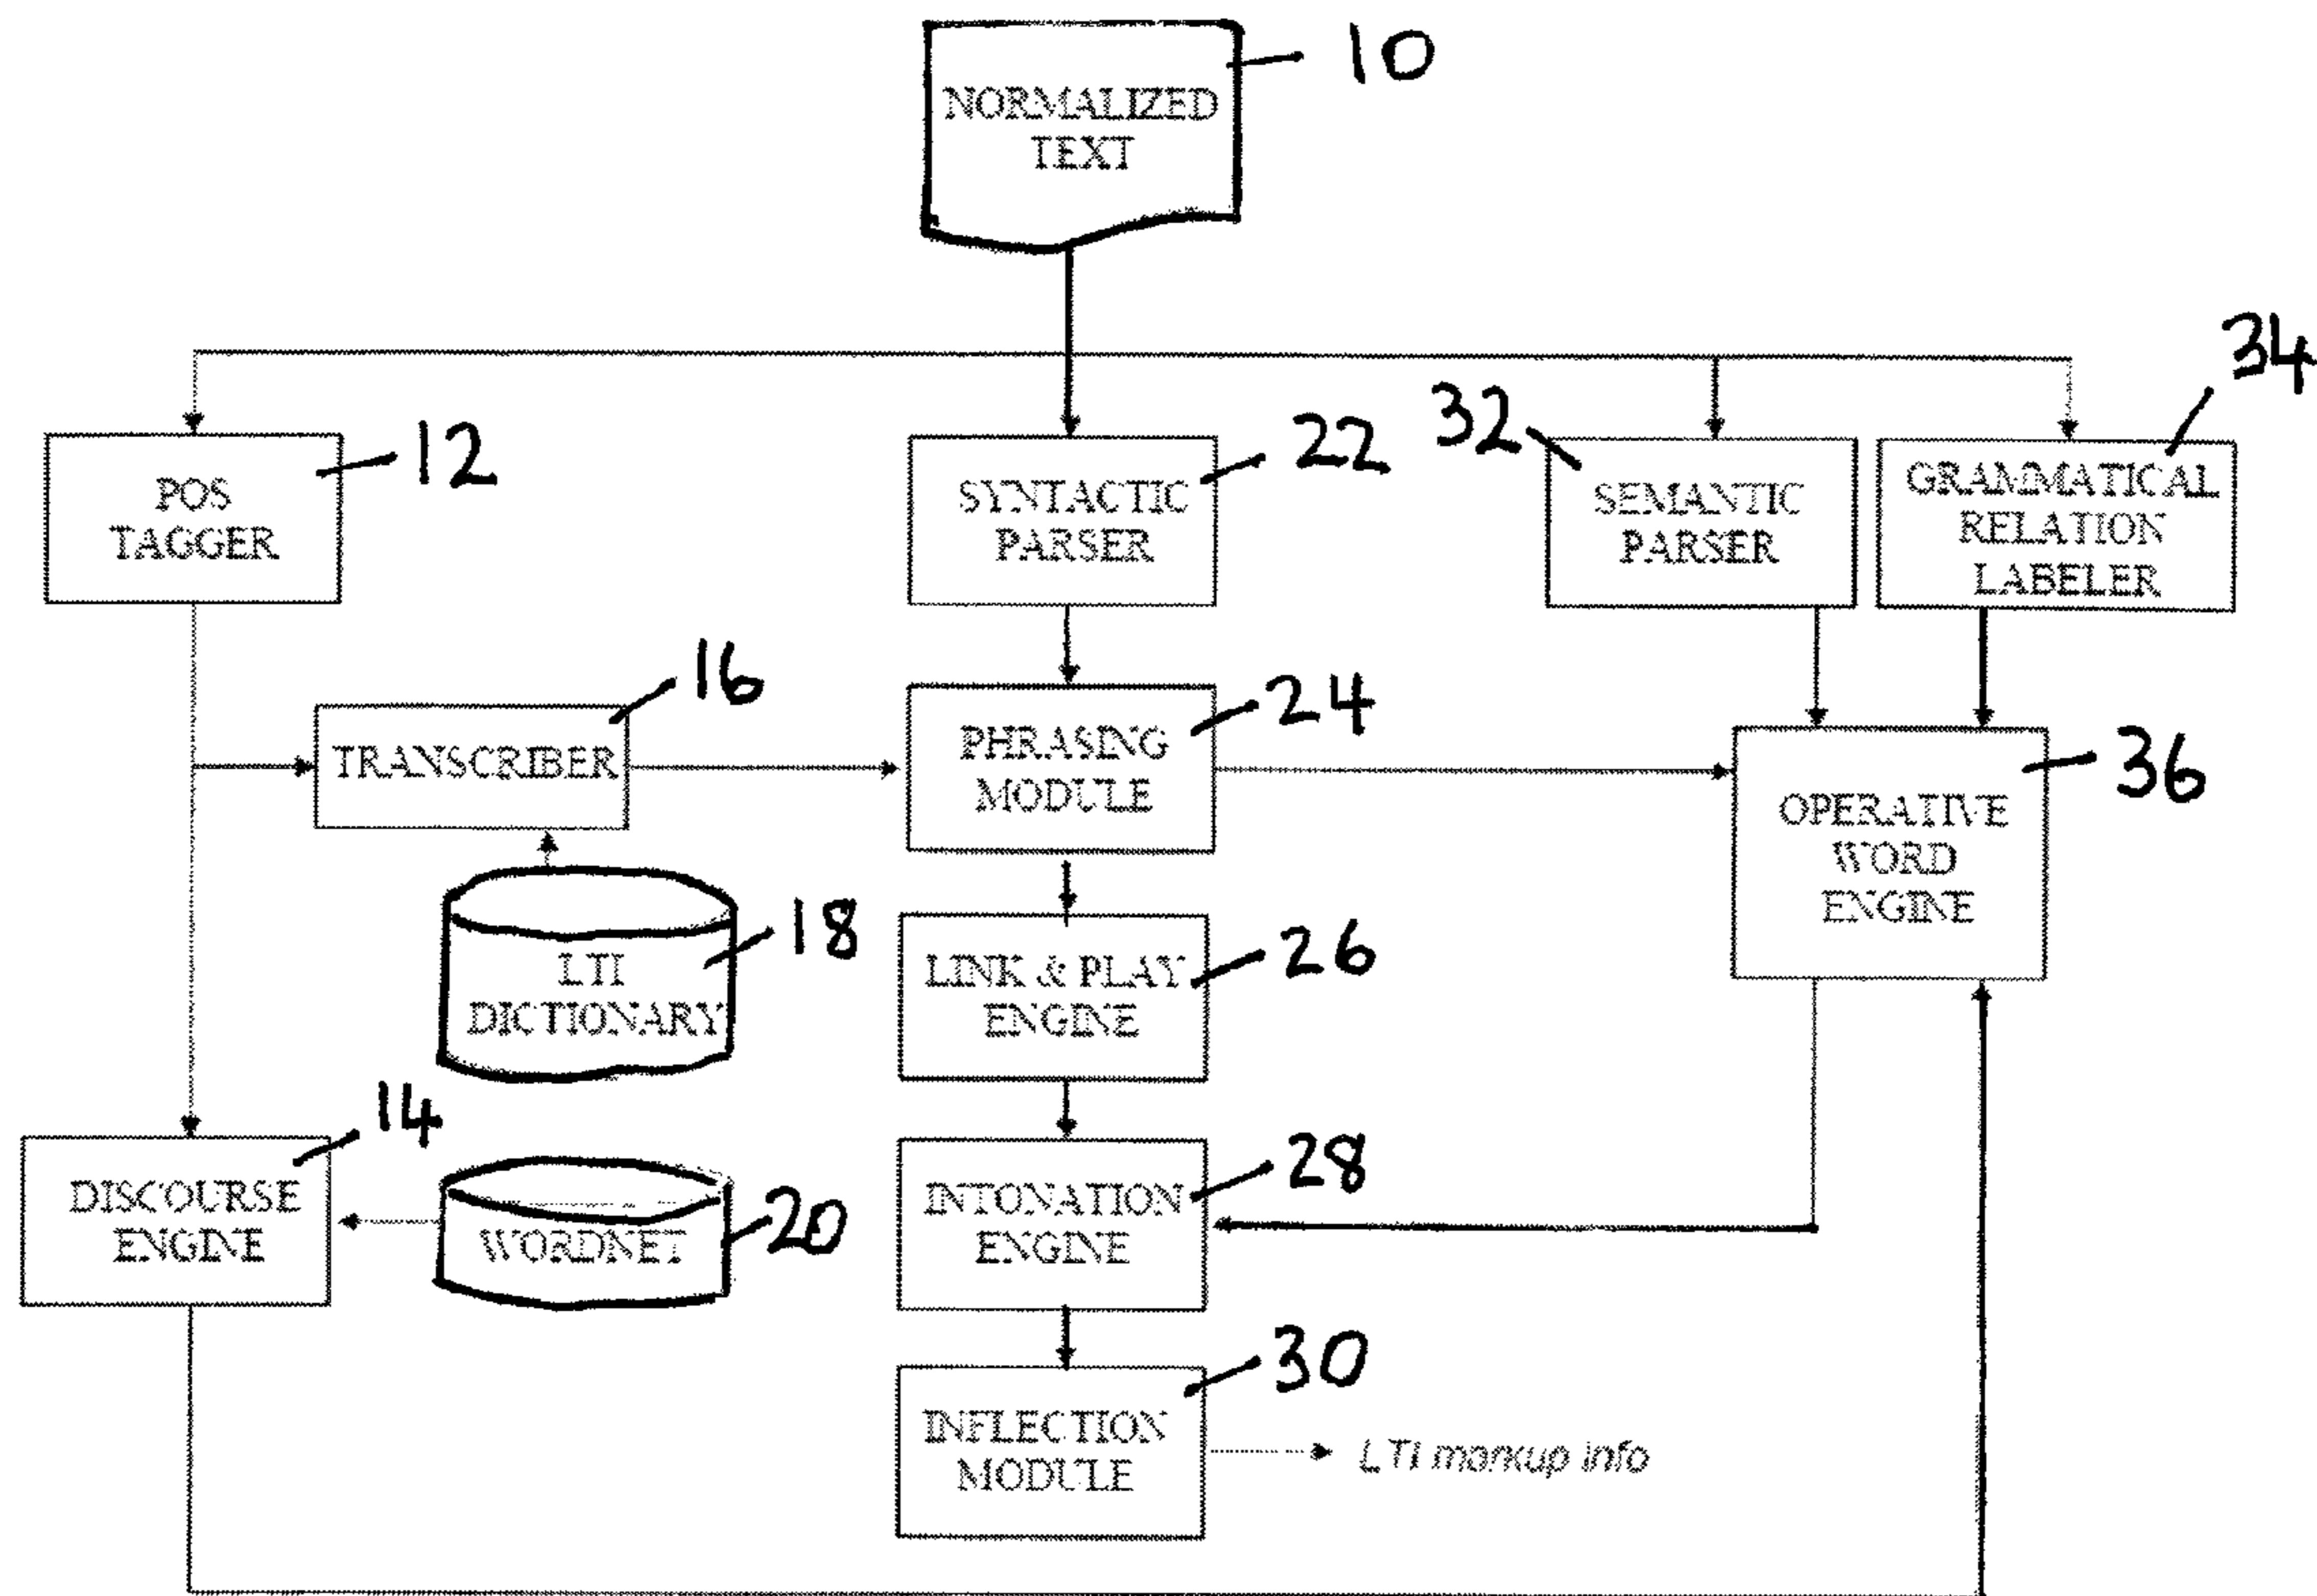 10
NORMALIZED
TEXT
34
12
22
32
POS
TAGGER
SYNTACTIC
PARSER
SEMANTIC
PARSER
GRAMMATICAL
RELATION
LABELER
16
24
36
TRANSCRIBER
PHRASING
MODULE
OPERATIVE
WORD
ENGINE
18
LTI
DICTIONARY
26
LINK & PLAY
ENGINE
14
DISCOURSE
ENGINE
20
WORDNET
28
INTONATION
ENGINE
30
INFLECTION
MODULE
LTI markup info